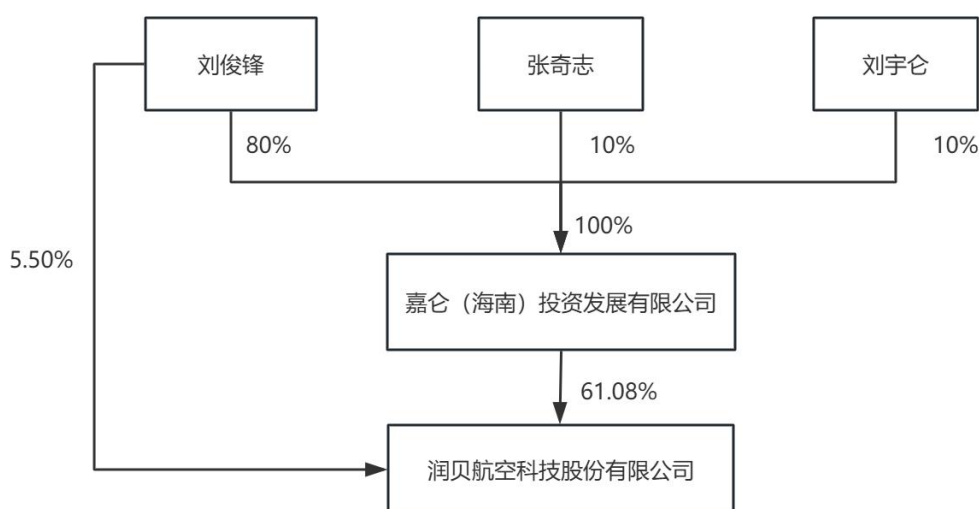 刘俊锋
张奇志
刘宇仑
80%
10%
10%
100%
5.50%
嘉仑（海南）投资发展有限公司
61.08%
润贝航空科技股份有限公司